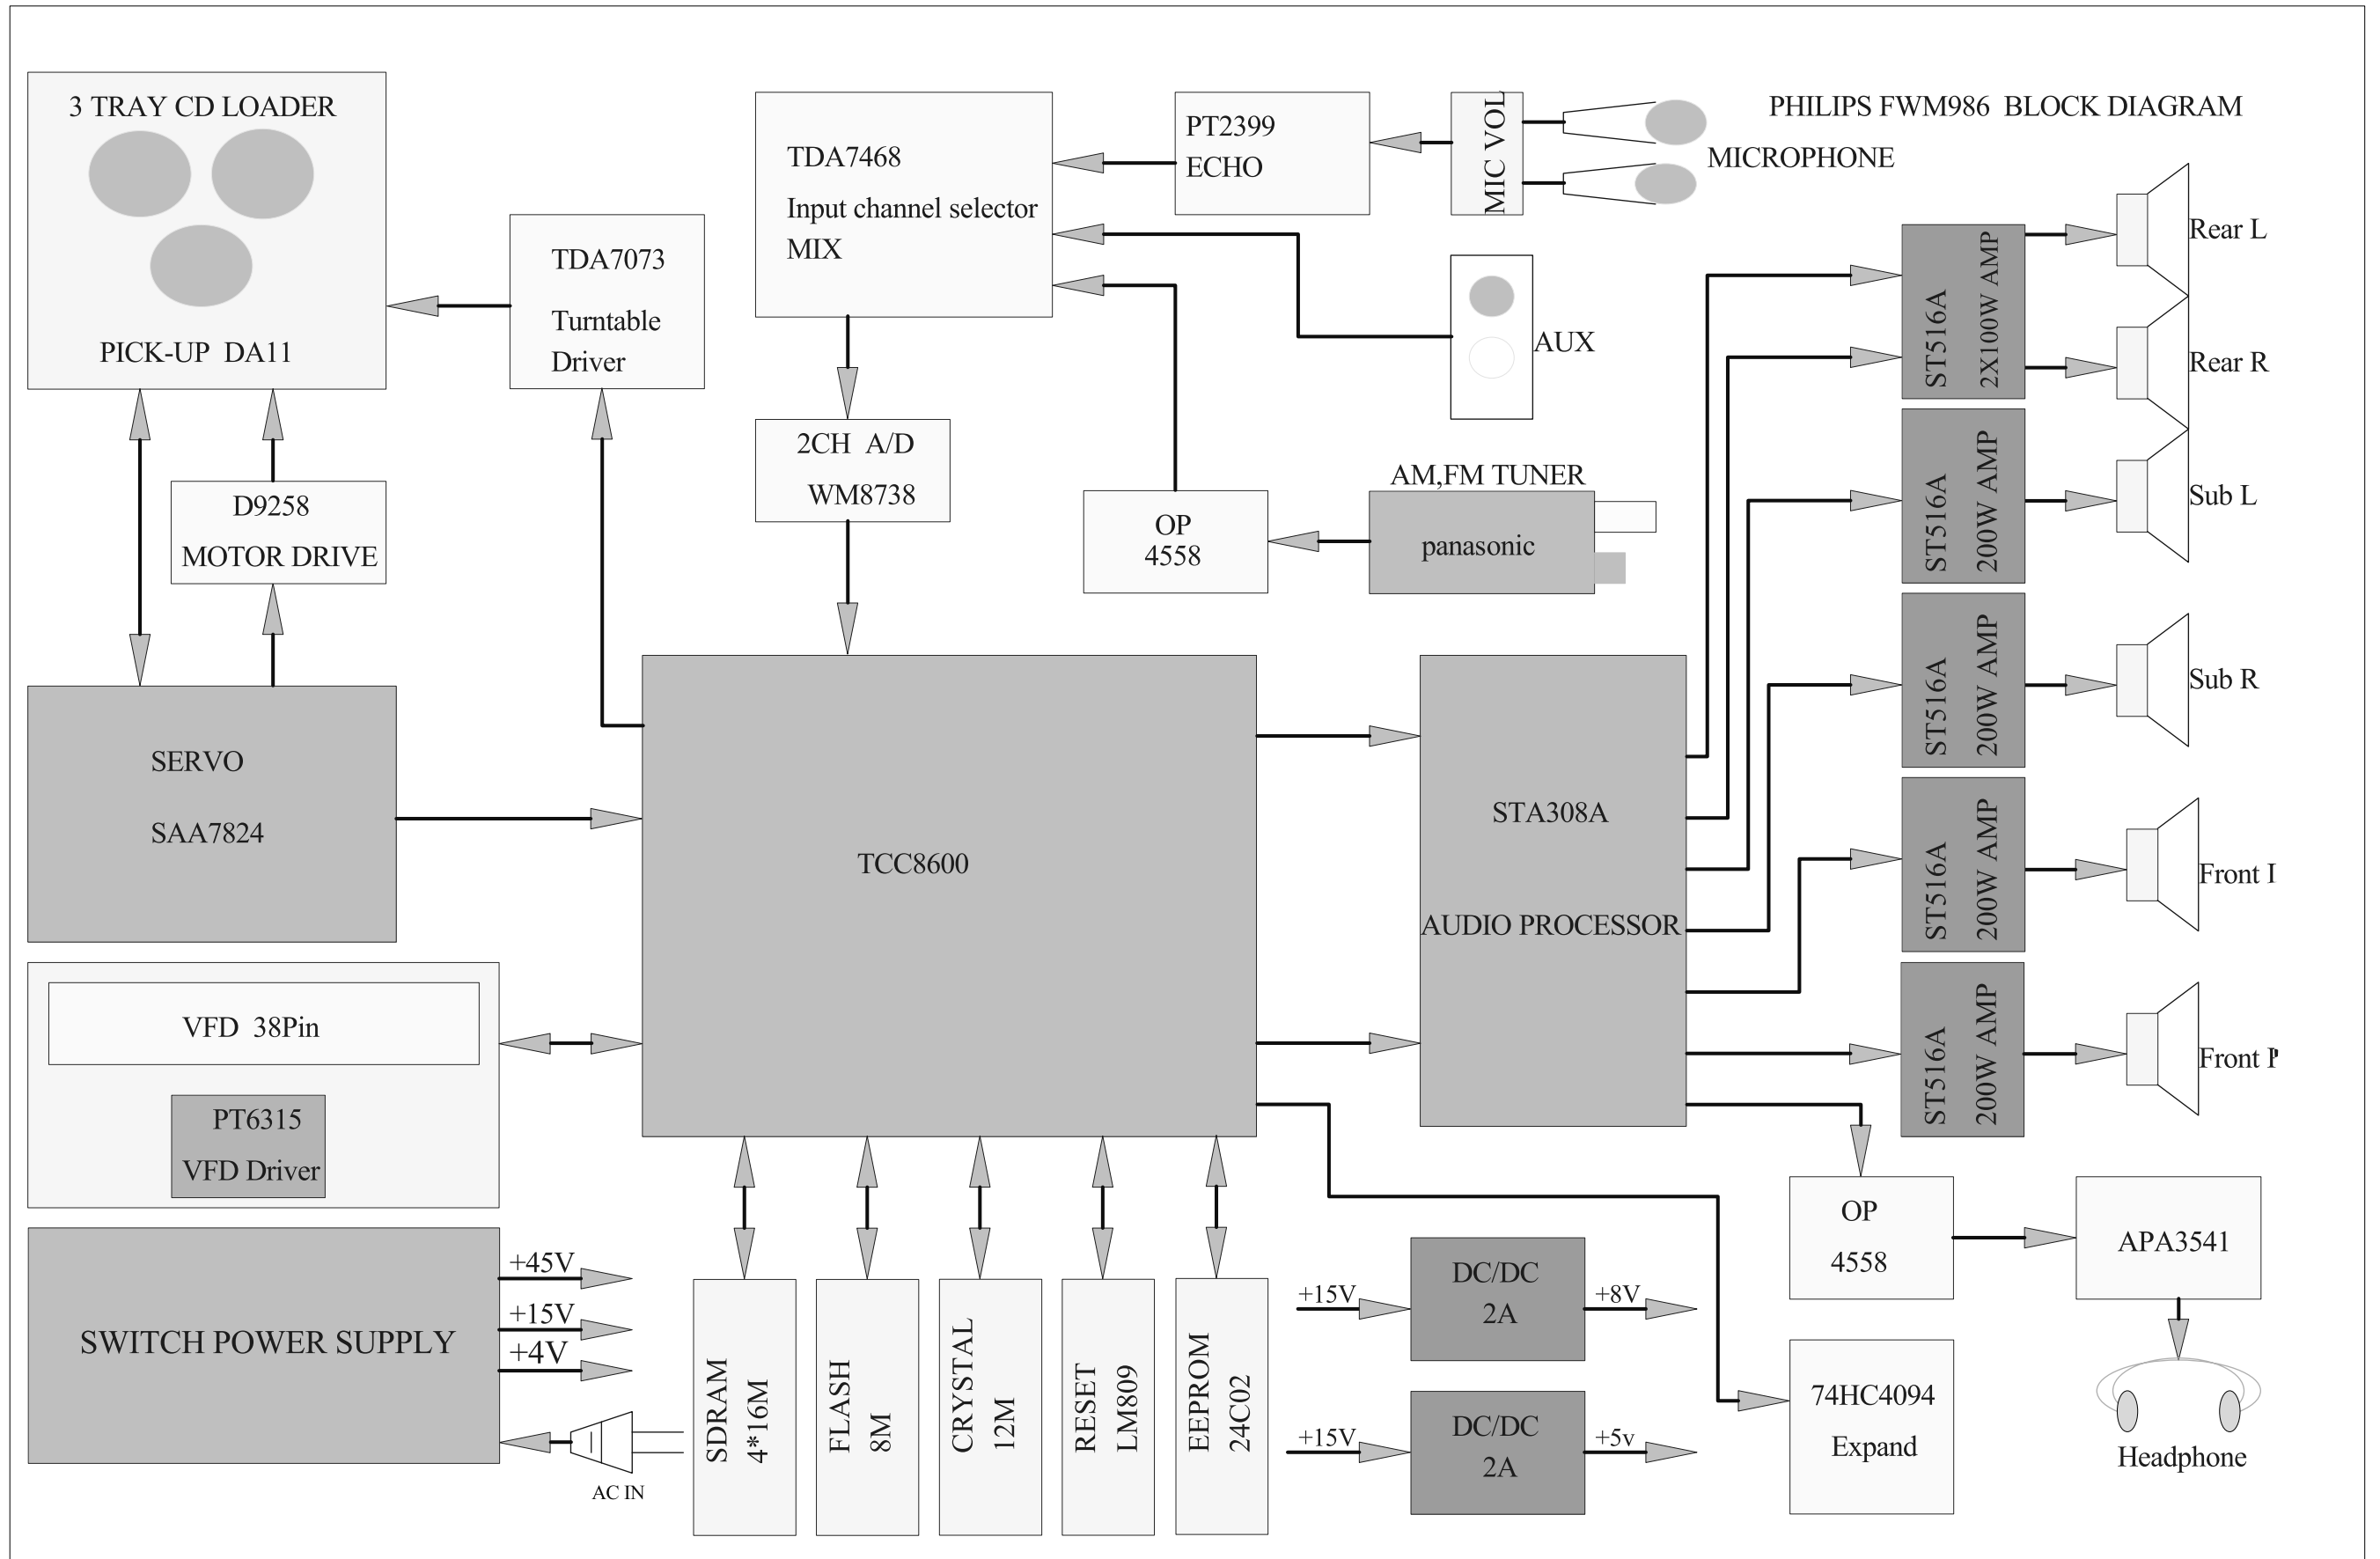 PHILIPS FWM986 BLOCK DIAGRAM
3 TRAY CD LOADER
PICK-UP DA11
TDA7073
Turntable
Driver
TDA7468
Input channel selector
MIX
PT2399
ECHO
MIC VOL
MICROPHONE
AUX
2CH A/D
WM8738
OP
4558
AM,FM TUNER
panasonic
D9258
MOTOR DRIVE
SERVO
SAA7824
TCC8600
STA308A
AUDIO PROCESSOR
ST516A
2X100W AMP
Rear L
Rear R
ST516A
200W AMP
Sub L
ST516A
200W AMP
Sub R
ST516A
200W AMP
Front
ST516A
200W AMP
Front
VFD 38Pin
PT6315
VFD Driver
SWITCH POWER SUPPLY
+45V
+15V
+4V
AC IN
SDRAM
4*16M
FLASH
8M
CRYSTAL
12M
RESET
LM809
EEPROM
24C02
+15V
DC/DC
2A
+8V
+15V
DC/DC
2A
+5v
OP
4558
APA3541
74HC4094
Expand
Headphone